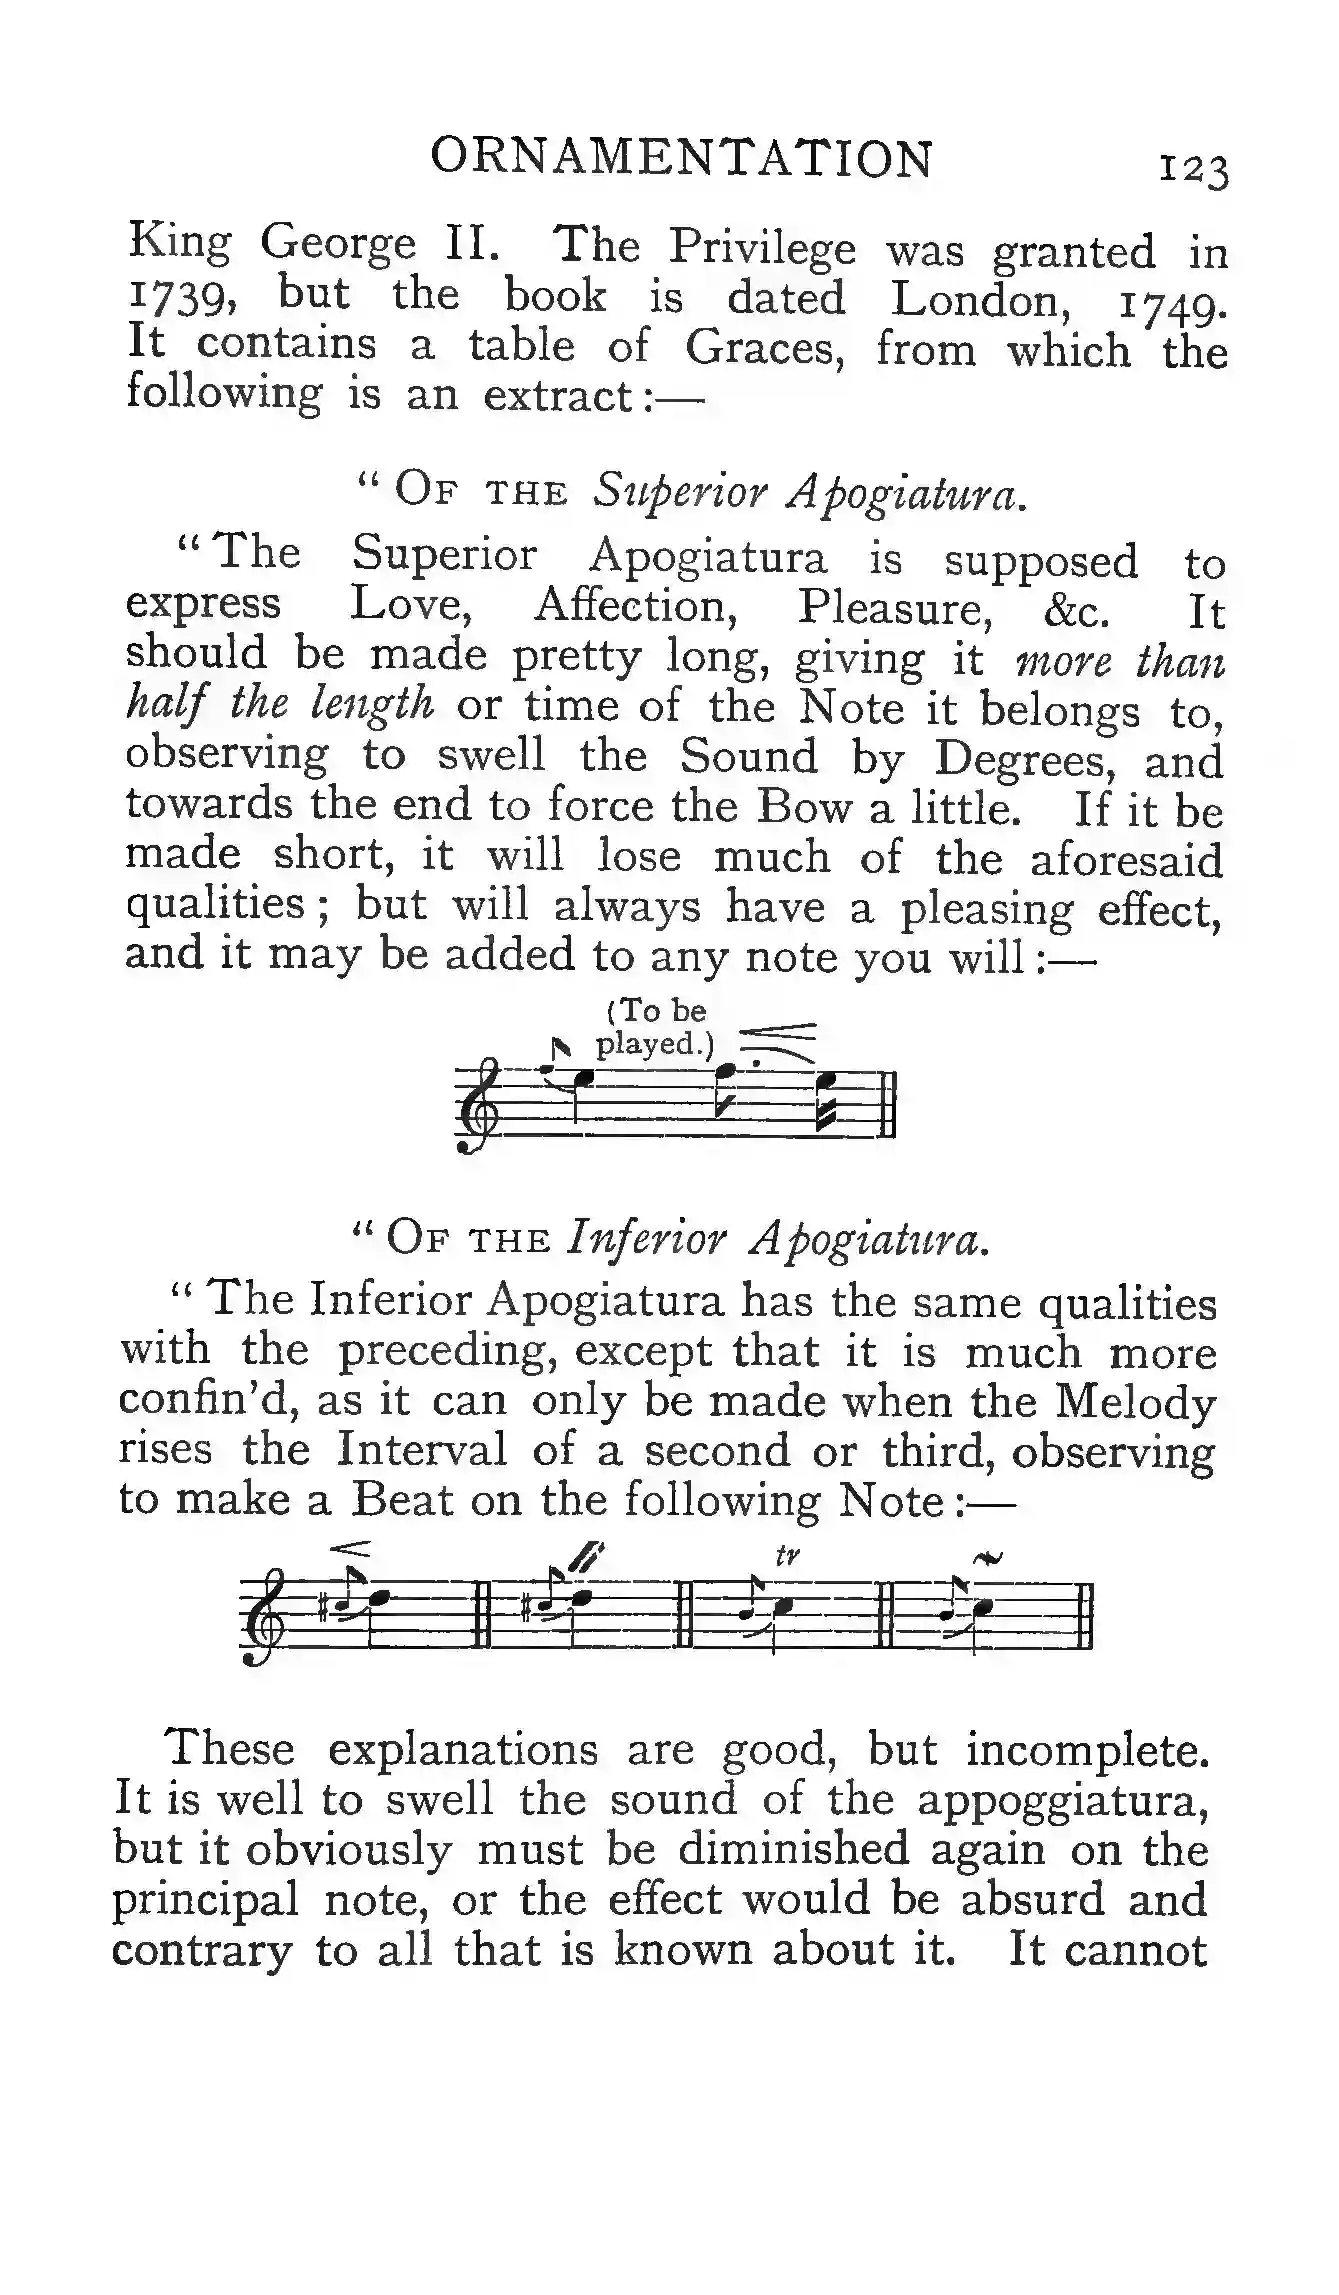 ORNAMENTATION 123
King George II. The Privilege was granted in
1739, but the book is dated London, 1749.
It contains a table of Graces, from which the
following is an extract :—
“ OF THE Superior Apogiatura.
“ The Superior Apogiatura is supposed to
express Love, Affection, Pleasure, &c. It
should be made pretty long, giving it more than
half the length or time of the Note it belongs to,
observing to swell the Sound by Degrees, and
towards the end to force the Bow a little. If it be
made short, it will lose much of the aforesaid
qualities ; but will always have a pleasing effect,
and it may be added to any note you will :—
(To be
played.)
“ OF THE Inferior Apogiatura.
“ The Inferior Apogiatura has the same qualities
with the preceding, except that it is much more
confin’d, as it can only be made when the Melody
rises the Interval of a second or third, observing
to make a Beat on the following Note :—
tr
These explanations are good, but incomplete.
It is well to swell the sound of the appoggiatura,
but it obviously must be diminished again on the
principal note, or the effect would be absurd and
contrary to all that is known about it. It cannot